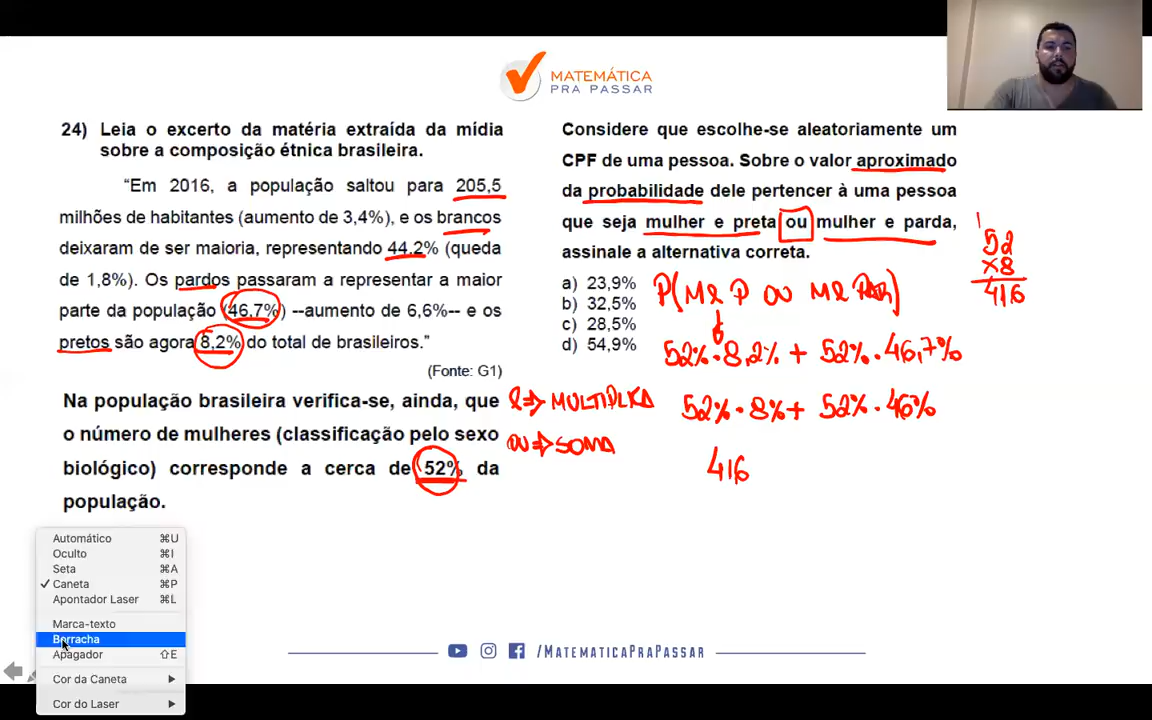 MATEMÁTICA
PRA PASSAR
24) Leia o excerto da matéria extraída da mídia
sobre a composição étnica brasileira.
“Em 2016, a população saltou para 205,5
milhões de habitantes (aumento de 3,4%), e os brancos
deixaram de ser maioria, representando 44,2% (queda
de 1,8%). Os pardos passaram a representar a maior
parte da população (46,7%) --aumento de 6,6%-- e os
pretos são agora 8,2% do total de brasileiros.”
(Fonte: G1)
Na população brasileira verifica-se, ainda, que
o número de mulheres (classificação pelo sexo
biológico) corresponde a cerca de 52% da
população.
Considere que escolhe-se aleatoriamente um
CPF de uma pessoa. Sobre o valor aproximado
da probabilidade dele pertencer à uma pessoa
que seja mulher e preta ou mulher e parda,
assinale a alternativa correta.
a) 23,9%
b) 32,5%
c) 28,5%
d) 54,9%
P(M & P OU M & PAR)
52%·8,2% + 52%·46,7%
& => MULTIPLICA
52%·8% + 52%·46%
OU => SOMA
416
1
52
×8
416
Automático ⌘U
Oculto ⌘I
Seta ⌘A
✓ Caneta ⌘P
Apontador Laser ⌘L
Marca-texto
Borracha
Apagador ⇧E
Cor da Caneta
Cor do Laser
/MATEMATICAPRAPASSAR